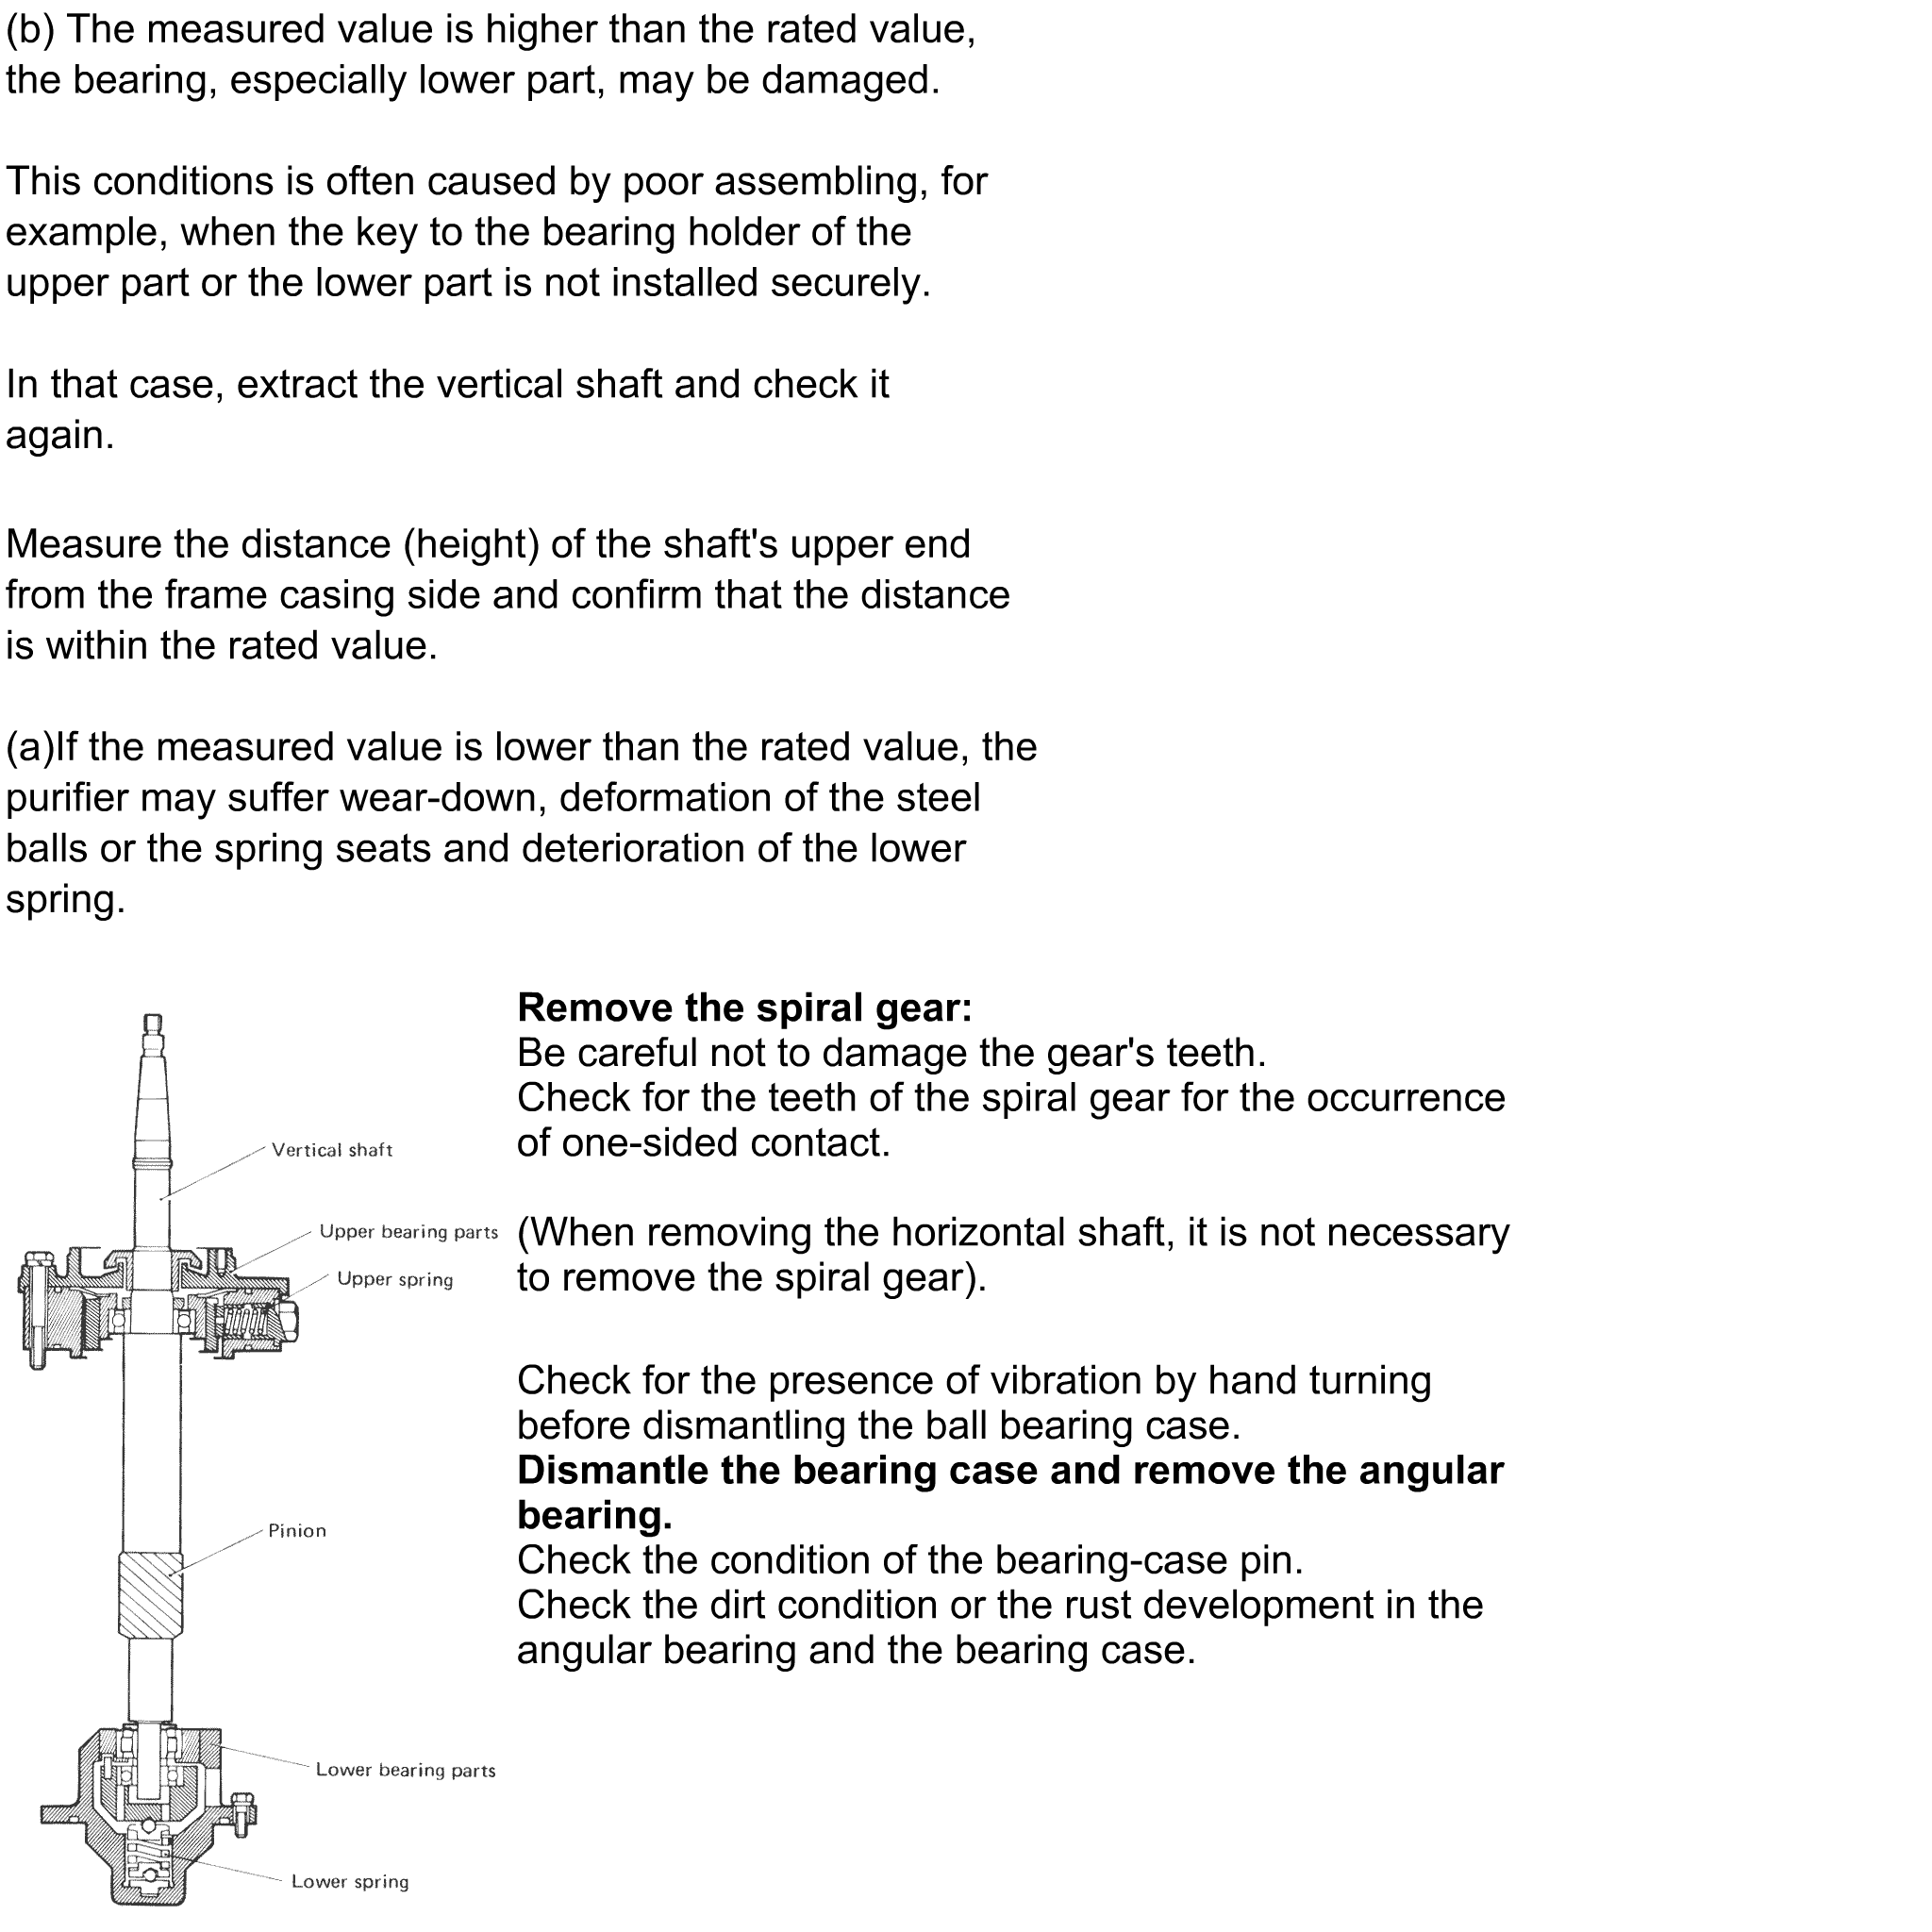 (b) The measured value is higher than the rated value,
the bearing, especially lower part, may be damaged.
This conditions is often caused by poor assembling, for
example, when the key to the bearing holder of the
upper part or the lower part is not installed securely.
In that case, extract the vertical shaft and check it
again.
Measure the distance (height) of the shaft's upper end
from the frame casing side and confirm that the distance
is within the rated value.
(a)If the measured value is lower than the rated value, the
purifier may suffer wear-down, deformation of the steel
balls or the spring seats and deterioration of the lower
spring.
Vertical shaft
Upper bearing parts
Upper spring
Pinion
Lower bearing parts
Lower spring
Remove the spiral gear:
Be careful not to damage the gear's teeth.
Check for the teeth of the spiral gear for the occurrence
of one-sided contact.
(When removing the horizontal shaft, it is not necessary
to remove the spiral gear).
Check for the presence of vibration by hand turning
before dismantling the ball bearing case.
Dismantle the bearing case and remove the angular
bearing.
Check the condition of the bearing-case pin.
Check the dirt condition or the rust development in the
angular bearing and the bearing case.